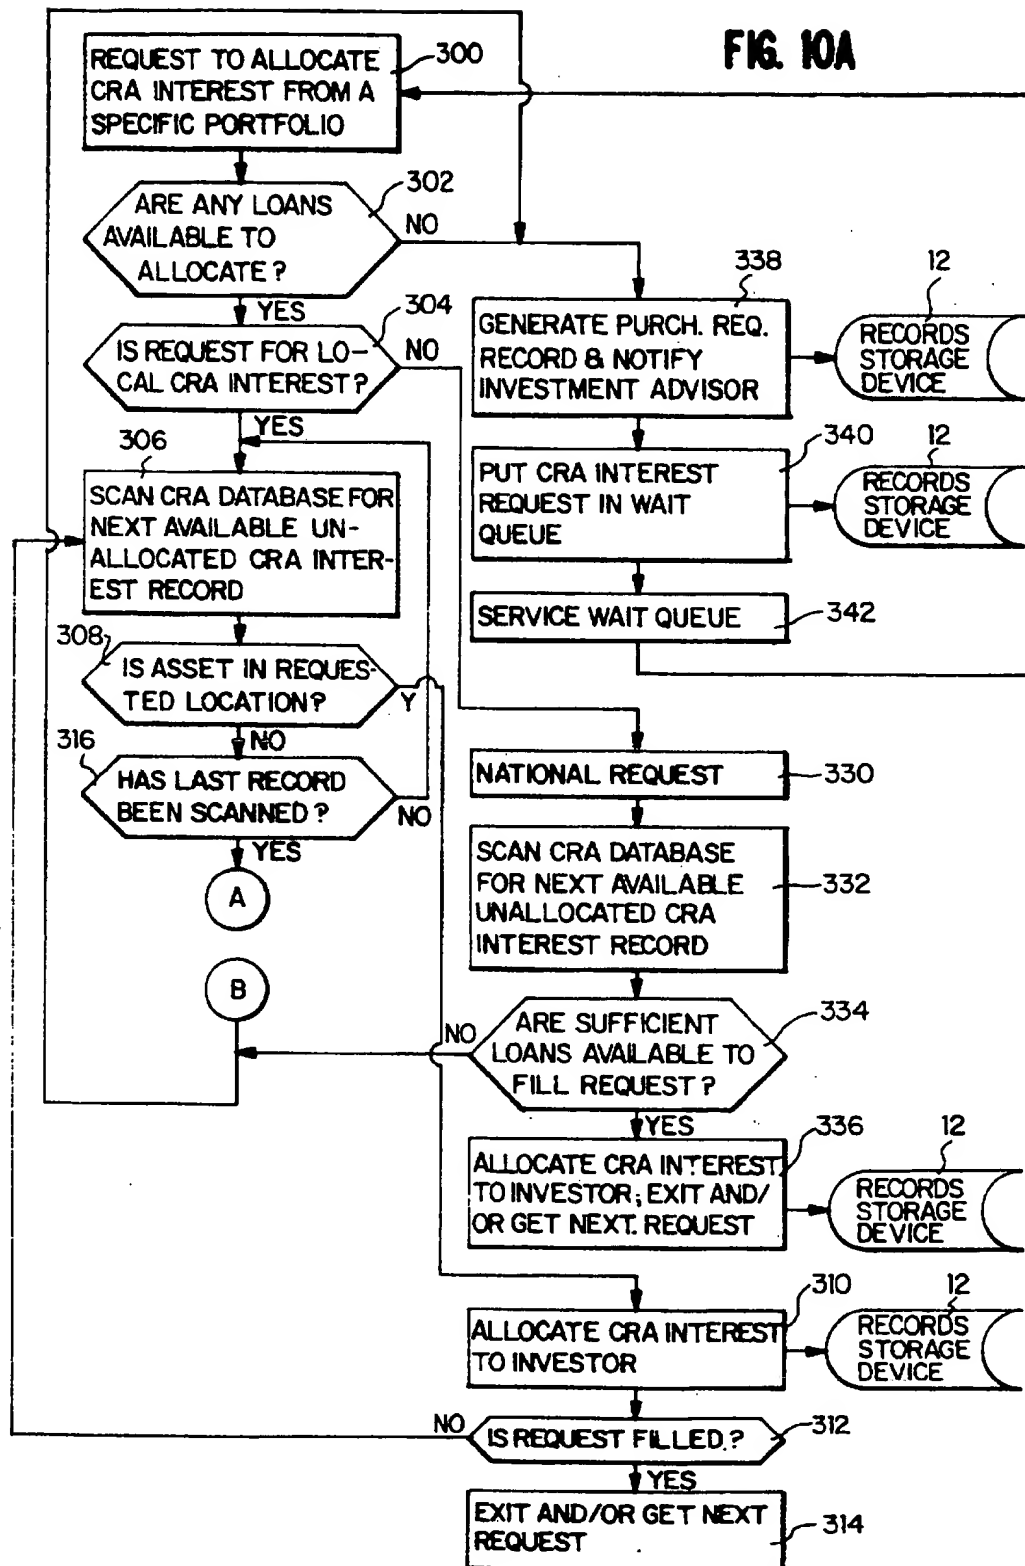 FIG. 10A
REQUEST TO ALLOCATE
CRA INTEREST FROM A
SPECIFIC PORTFOLIO
300
ARE ANY LOANS
AVAILABLE TO
ALLOCATE?
302
NO
YES
IS REQUEST FOR LO-
CAL CRA INTEREST?
304
NO
YES
306
SCAN CRA DATABASE FOR
NEXT AVAILABLE UN-
ALLOCATED CRA INTER-
EST RECORD
308
IS ASSET IN REQUES-
TED LOCATION?
Y
NO
316
HAS LAST RECORD
BEEN SCANNED?
NO
YES
A
B
338
GENERATE PURCH. REQ.
RECORD & NOTIFY
INVESTMENT ADVISOR
12
RECORDS
STORAGE
DEVICE
340
PUT CRA INTEREST
REQUEST IN WAIT
QUEUE
12
RECORDS
STORAGE
DEVICE
SERVICE WAIT QUEUE
342
NATIONAL REQUEST
330
SCAN CRA DATABASE
FOR NEXT AVAILABLE
UNALLOCATED CRA
INTEREST RECORD
332
ARE SUFFICIENT
LOANS AVAILABLE TO
FILL REQUEST?
334
NO
YES
336
ALLOCATE CRA INTEREST
TO INVESTOR; EXIT AND/
OR GET NEXT. REQUEST
12
RECORDS
STORAGE
DEVICE
310
ALLOCATE CRA INTEREST
TO INVESTOR
12
RECORDS
STORAGE
DEVICE
NO
IS REQUEST FILLED.?
312
YES
EXIT AND/OR GET NEXT
REQUEST
314